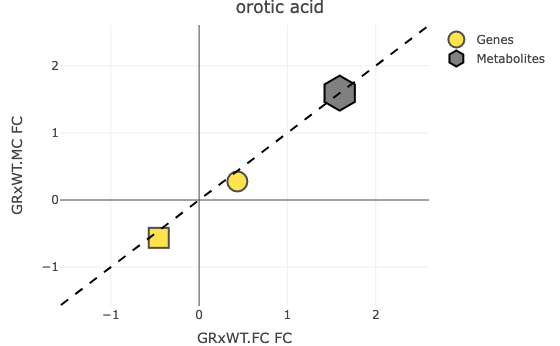 orotic acid
Genes
Metabolites
GRxWT.MC FC
2
1
0
−1
−1
0
1
2
GRxWT.FC FC